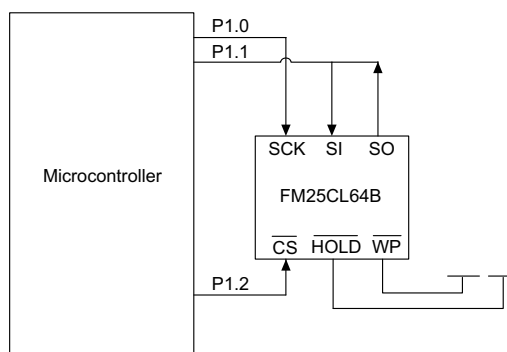 P1.0
P1.1
SCK SI SO
Microcontroller
FM25CL64B
CS HOLD WP
P1.2